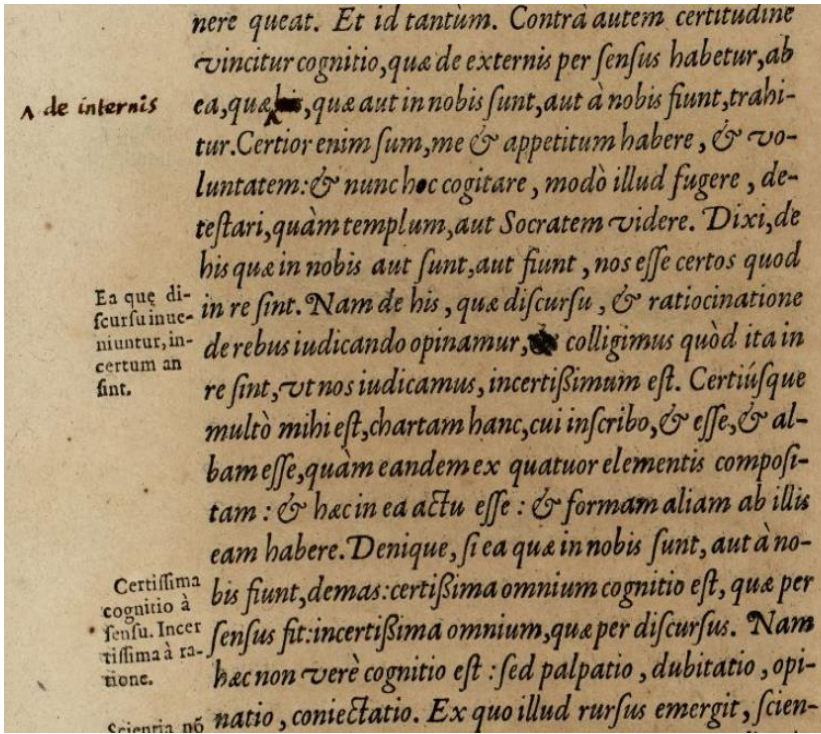 nere queat. Et id tantùm. Contrà autem certitudine
vincitur cognitio, quæ de externis per sensus habetur, ab
^ de internis
ea, quæ, quæ aut in nobis sunt, aut à nobis fiunt, trahi-
tur. Certior enim sum, me & appetitum habere, & vo-
luntatem: & nunc hoc cogitare, modò illud fugere, de-
testari, quàm templum, aut Socratem videre. Dixi, de
his quæ in nobis aut sunt, aut fiunt, nos esse certos quod
Ea quę di-
scursu inue-
niuntur, in-
certum an
sint.
in re sint. Nam de his, quæ discursu, & ratiocinatione
de rebus iudicando opinamur, colligimus quòd ita in
re sint, vt nos iudicamus, incertißimum est. Certiúsque
multò mihi est, chartam hanc, cui inscribo, & esse, & al-
bam esse, quàm eandem ex quatuor elementis composi-
tam: & hæc in ea actu esse: & formam aliam ab illis
eam habere. Denique, si ea quæ in nobis sunt, aut à no-
Certissima
cognitio à
sensu. Incer
tissima à ra-
tione.
bis fiunt, demas: certißima omnium cognitio est, quæ per
sensus fit: incertißima omnium, quæ per discursus. Nam
hæc non verè cognitio est: sed palpatio, dubitatio, opi-
Scientia nõ
natio, coniectatio. Ex quo illud rursus emergit, scien-